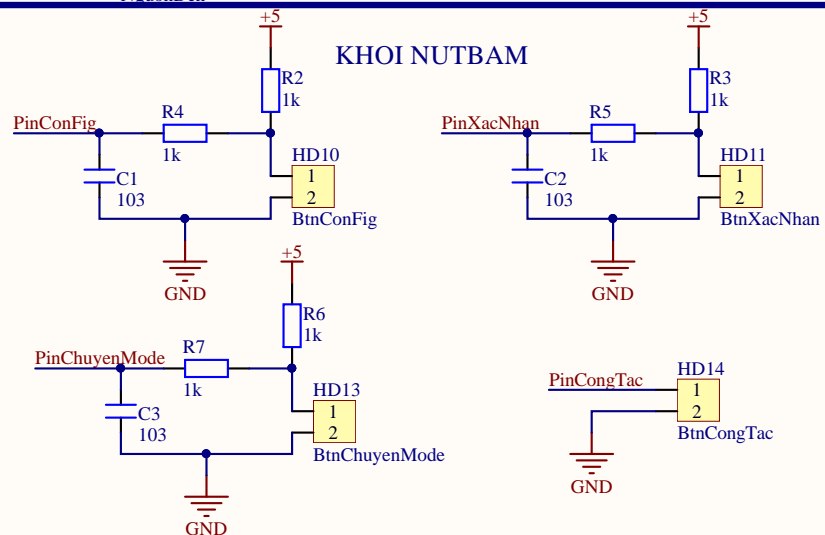 KHOI NUTBAM
+5
R2
1k
PinConFig
R4
1k
C1
103
HD10
1
2
BtnConFig
GND
+5
R3
1k
PinXacNhan
R5
1k
C2
103
HD11
1
2
BtnXacNhan
GND
+5
R6
1k
PinChuyenMode
R7
1k
C3
103
HD13
1
2
BtnChuyenMode
GND
PinCongTac
HD14
1
2
BtnCongTac
GND